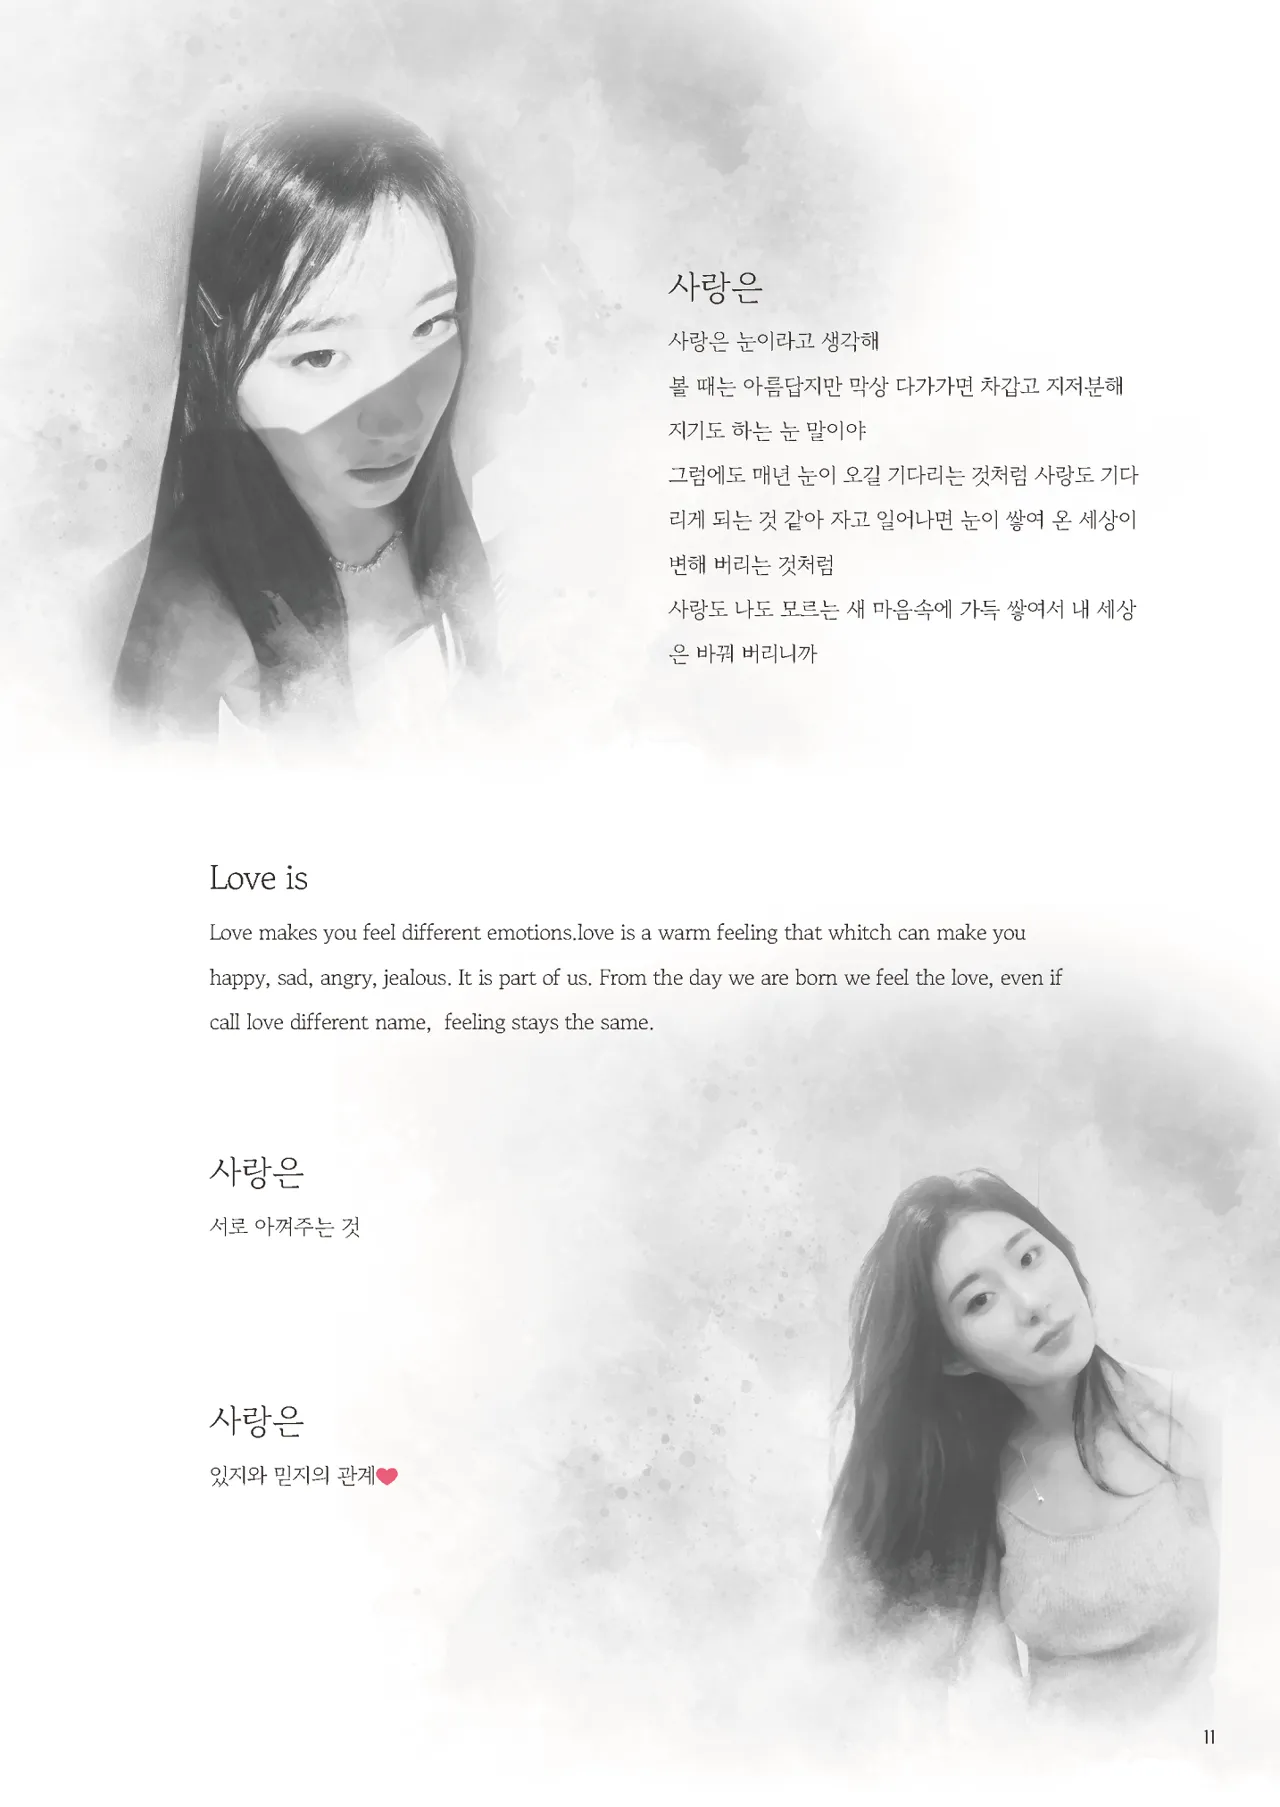 사랑은
사랑은 눈이라고 생각해
볼 때는 아름답지만 막상 다가가면 차갑고 지저분해
지기도 하는 눈 말이야
그럼에도 매년 눈이 오길 기다리는 것처럼 사랑도 기다
리게 되는 것 같아 자고 일어나면 눈이 쌓여 온 세상이
변해 버리는 것처럼
사랑도 나도 모르는 새 마음속에 가득 쌓여서 내 세상
은 바꿔 버리니까
Love is
Love makes you feel different emotions.love is a warm feeling that whitch can make you
happy, sad, angry, jealous. It is part of us. From the day we are born we feel the love, even if
call love different name,  feeling stays the same.
사랑은
서로 아껴주는 것
사랑은
있지와 믿지의 관계❤
11